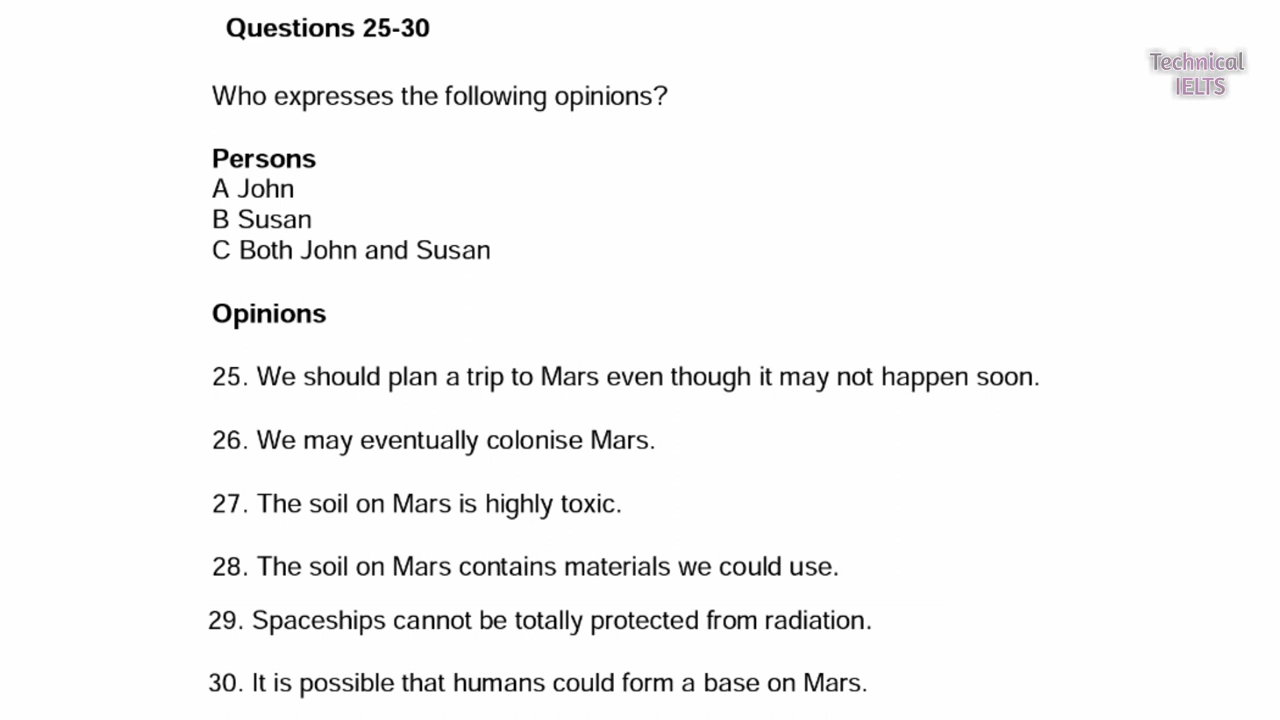 Questions 25-30
Technical
IELTS
Who expresses the following opinions?
Persons
A John
B Susan
C Both John and Susan
Opinions
25. We should plan a trip to Mars even though it may not happen soon.
26. We may eventually colonise Mars.
27. The soil on Mars is highly toxic.
28. The soil on Mars contains materials we could use.
29. Spaceships cannot be totally protected from radiation.
30. It is possible that humans could form a base on Mars.